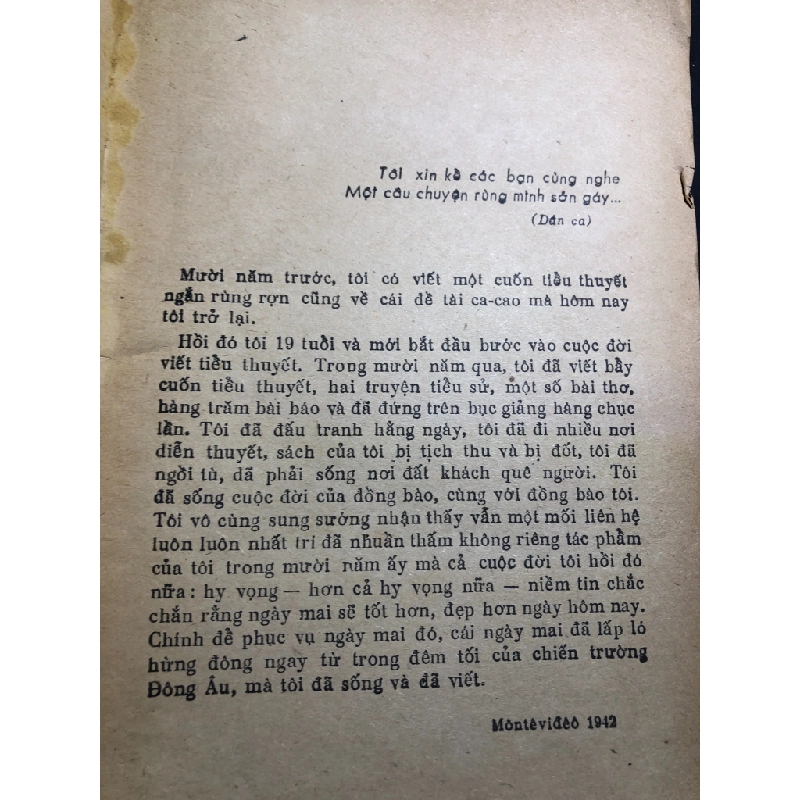 Tôi xin kể các bạn cùng nghe
Một câu chuyện rùng mình sởn gáy...
(Dân ca)
Mười năm trước, tôi có viết một cuốn tiểu thuyết
ngắn rùng rợn cũng về cái đề tài ca-cao mà hôm nay
tôi trở lại.
Hồi đó tôi 19 tuổi và mới bắt đầu bước vào cuộc đời
viết tiểu thuyết. Trong mười năm qua, tôi đã viết bảy
cuốn tiểu thuyết, hai truyện tiểu sử, một số bài thơ,
hàng trăm bài báo và đã đứng trên bục giảng hàng chục
lần. Tôi đã đấu tranh hằng ngày, tôi đã đi nhiều nơi
diễn thuyết, sách của tôi bị tịch thu và bị đốt, tôi đã
ngồi tù, đã phải sống nơi đất khách quê người. Tôi
đã sống cuộc đời của đồng bào, cùng với đồng bào tôi.
Tôi vô cùng sung sướng nhận thấy vẫn một mối liên hệ
luôn luôn nhất trí đã nhuần thấm không riêng tác phẩm
của tôi trong mười năm ấy mà cả cuộc đời tôi hồi đó
nữa : hy vọng — hơn cả hy vọng nữa — niềm tin chắc
chắn rằng ngày mai sẽ tốt hơn, đẹp hơn ngày hôm nay.
Chính để phục vụ ngày mai đó, cái ngày mai đã lấp ló
hừng đông ngay từ trong đêm tối của chiến trường
Đông Âu, mà tôi đã sống và đã viết.
Môntêviđêô 1942